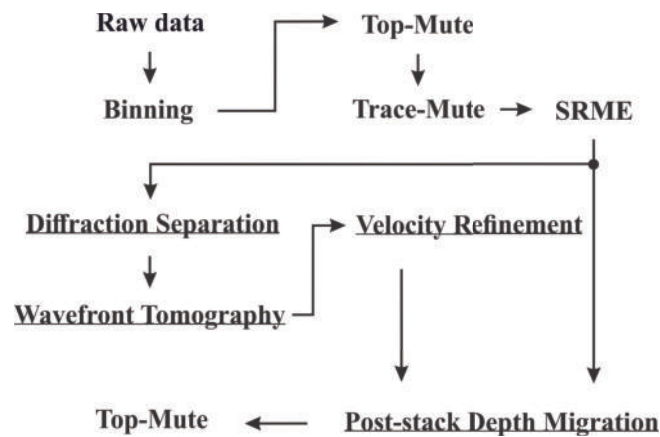 Raw data
Top-Mute
Binning
Trace-Mute
SRME
Diffraction Separation
Velocity Refinement
Wavefront Tomography
Top-Mute
Post-stack Depth Migration